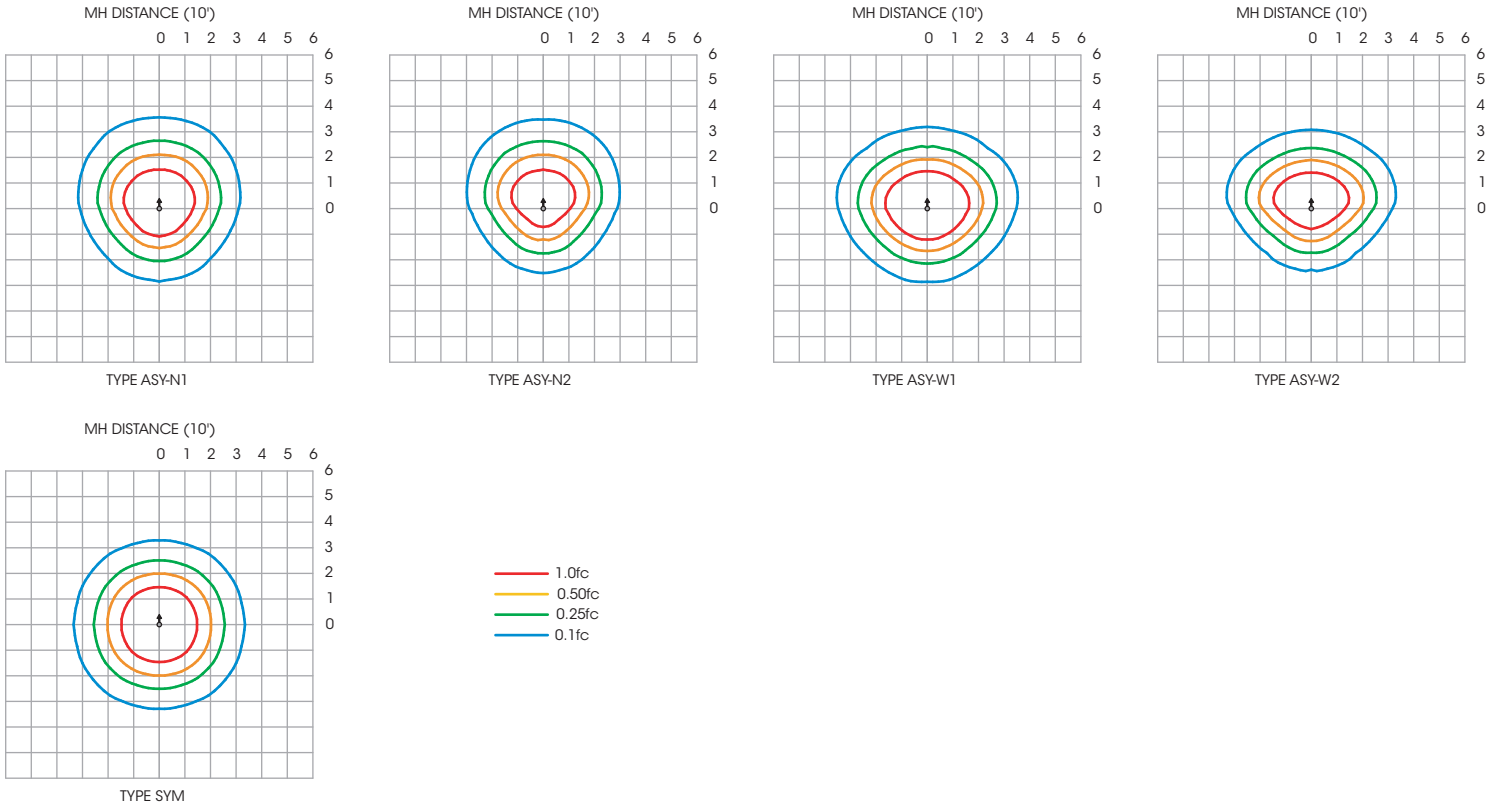 MH DISTANCE (10')
0 1 2 3 4 5 6
6
5
4
3
2
1
0
TYPE ASY-N1
MH DISTANCE (10')
0 1 2 3 4 5 6
6
5
4
3
2
1
0
TYPE ASY-N2
MH DISTANCE (10')
0 1 2 3 4 5 6
6
5
4
3
2
1
0
TYPE ASY-W1
MH DISTANCE (10')
0 1 2 3 4 5 6
6
5
4
3
2
1
0
TYPE ASY-W2
MH DISTANCE (10')
0 1 2 3 4 5 6
6
5
4
3
2
1
0
TYPE SYM
1.0fc
0.50fc
0.25fc
0.1fc